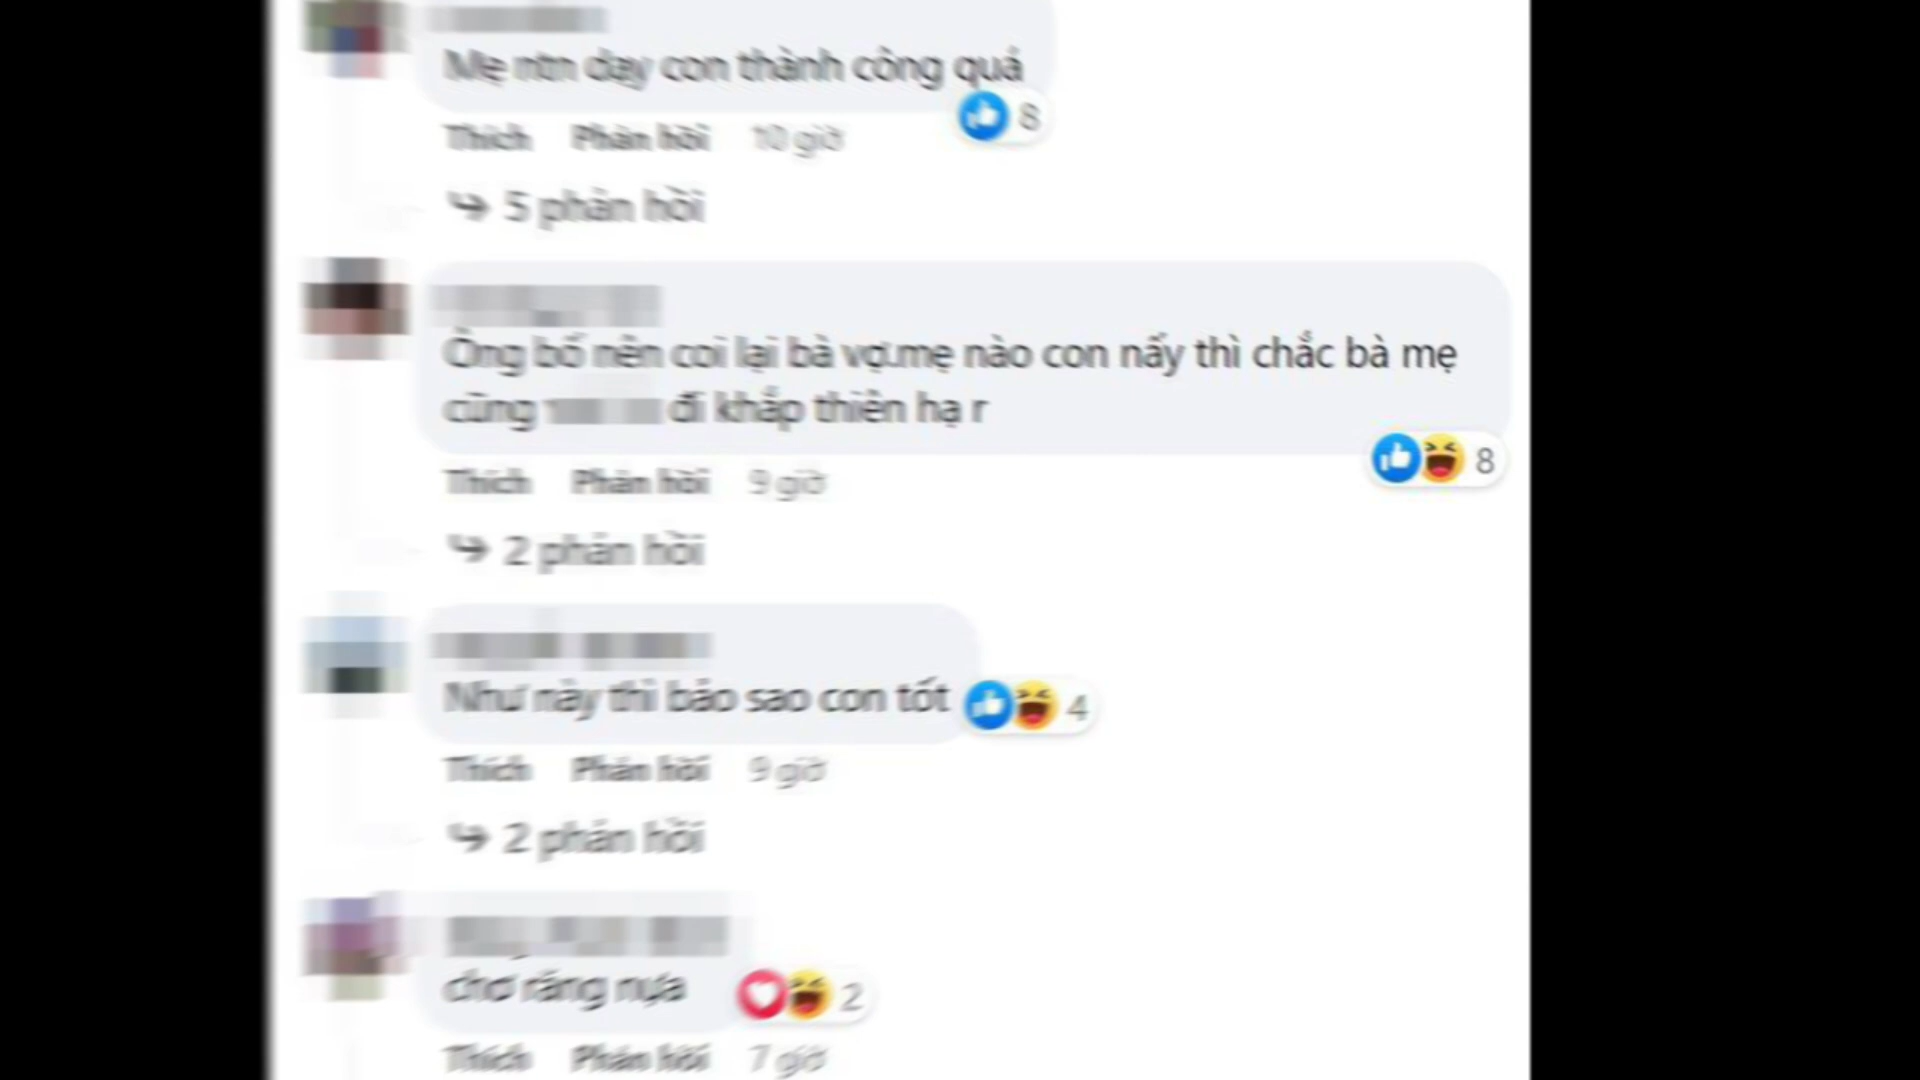 Mẹ ntn dạy con thành công quá
8
Thích Phản hồi 10 giờ
5 phản hồi
Ông bố nên coi lại bà vợ.mẹ nào con nấy thì chắc bà mẹ
cũng đi khắp thiên hạ r
8
Thích Phản hồi 9 giờ
2 phản hồi
Như này thì bảo sao con tốt
4
Thích Phản hồi 9 giờ
2 phản hồi
chơ răng nựa
2
Thích Phản hồi 7 giờ